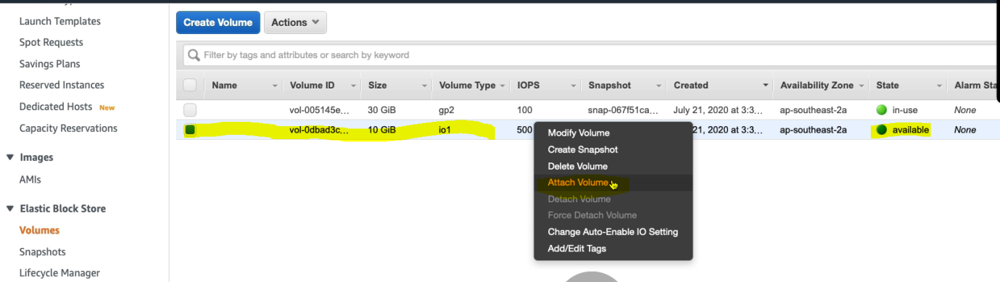 Launch Templates
Spot Requests
Savings Plans
Reserved Instances
Dedicated Hosts New
Capacity Reservations
Images
AMIs
Elastic Block Store
Volumes
Snapshots
Lifecycle Manager
Create Volume Actions
Filter by tags and attributes or search by keyword
Name Volume ID Size Volume Type IOPS Snapshot Created Availability Zone State Alarm Sta
vol-005145e... 30 GiB gp2 100 snap-067f51ca... July 21, 2020 at 3:3... ap-southeast-2a in-use None
vol-0dbad3c... 10 GiB io1 500 21, 2020 at 3:3... ap-southeast-2a available None
Modify Volume
Create Snapshot
Delete Volume
Attach Volume
Detach Volume
Force Detach Volume
Change Auto-Enable IO Setting
Add/Edit Tags